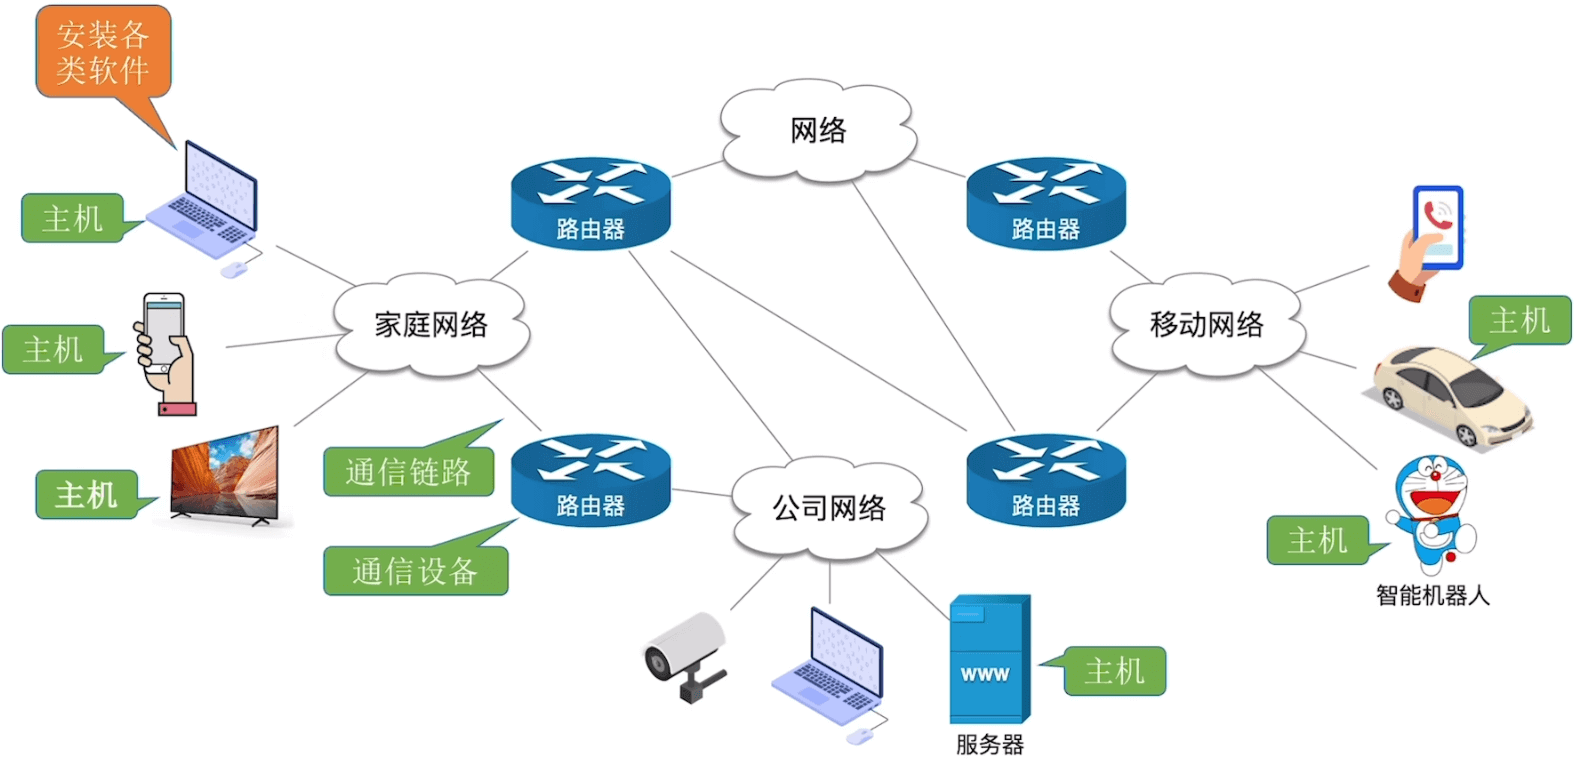 安装各
类软件
网络
主机
路由器
路由器
主机
家庭网络
移动网络
主机
通信链路
主机
路由器
公司网络
路由器
通信设备
主机
智能机器人
WWW
主机
服务器